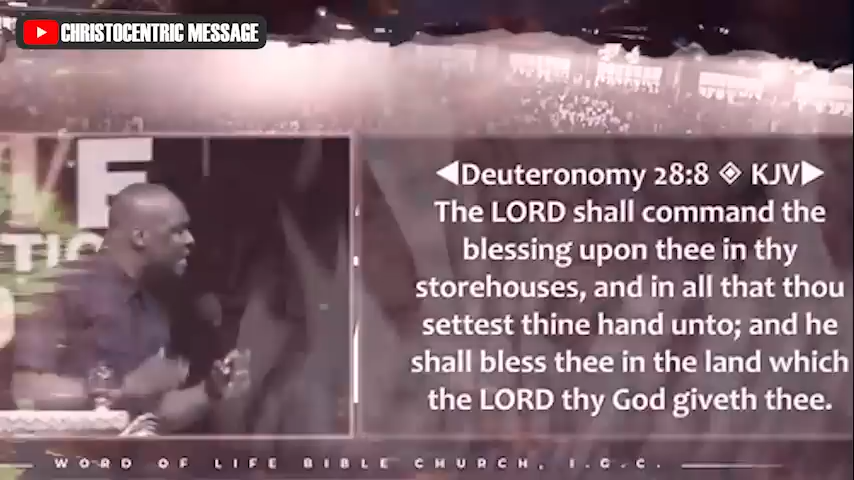 CHRISTOCENTRIC MESSAGE
E
TIO
Deuteronomy 28:8 KJV
The LORD shall command the
blessing upon thee in thy
storehouses, and in all that thou
settest thine hand unto; and he
shall bless thee in the land which
the LORD thy God giveth thee.
WORD OF LIFE BIBLE CHURCH, I.G.C.